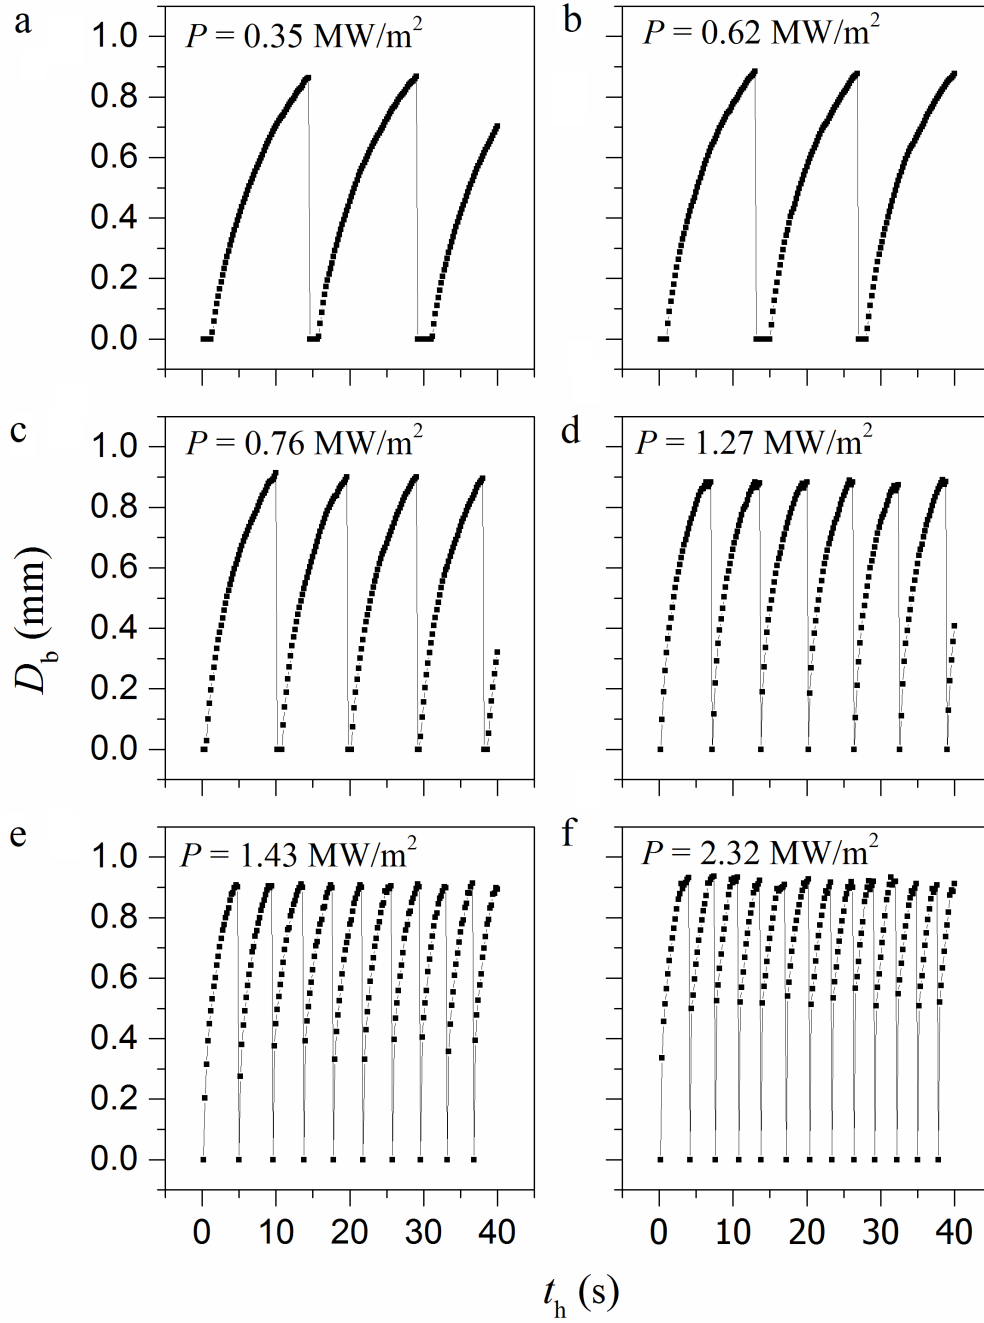 a
P = 0.35 MW/m²
b
P = 0.62 MW/m²
1.0
0.8
0.6
0.4
0.2
0.0
c
P = 0.76 MW/m²
d
P = 1.27 MW/m²
1.0
0.8
0.6
0.4
0.2
0.0
D_b (mm)
e
P = 1.43 MW/m²
f
P = 2.32 MW/m²
1.0
0.8
0.6
0.4
0.2
0.0
0 10 20 30 40
0 10 20 30 40
t_h (s)